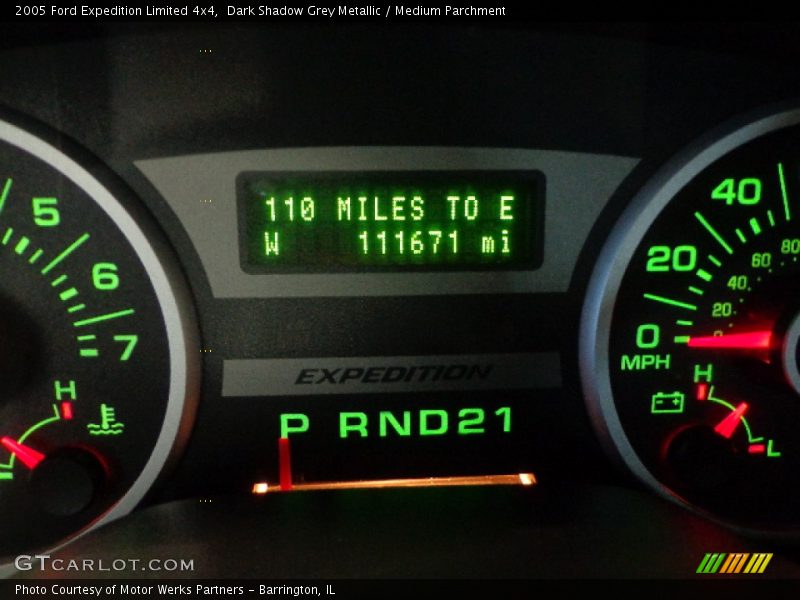 2005 Ford Expedition Limited 4x4, Dark Shadow Grey Metallic / Medium Parchment
110 MILES TO E
W 111671 mi
5
6
7
H
40
20
0
MPH
80
60
40
20
0
H
L
EXPEDITION
P RND21
GTCARLOT.COM
Photo Courtesy of Motor Werks Partners - Barrington, IL